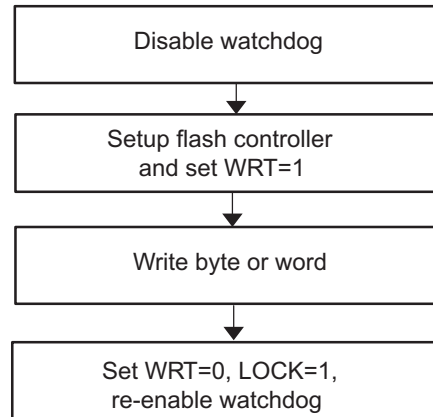 Disable watchdog
Setup flash controller
and set WRT=1
Write byte or word
Set WRT=0, LOCK=1,
re-enable watchdog